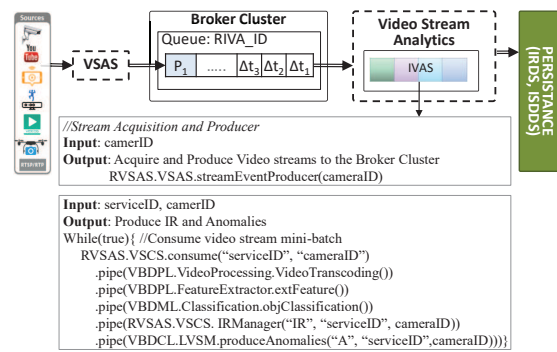 Sources
You
Tube
RTSP/RTP
VSAS
Broker Cluster
Queue: RIVA_ID
P1 ..... Δt3 Δt2 Δt1
Video Stream
Analytics
IVAS
PERSISTANCE
(IRDS, ISDDS)
//Stream Acquisition and Producer
Input: camerID
Output: Acquire and Produce Video streams to the Broker Cluster
RVSAS.VSAS.streamEventProducer(cameraID)
Input: serviceID, camerID
Output: Produce IR and Anomalies
While(true){ //Consume video stream mini-batch
RVSAS.VSCS.consume(“serviceID”, “cameraID”)
.pipe(VBDPL.VideoProcessing.VideoTranscoding())
.pipe(VBDPL.FeatureExtractor.extFeature())
.pipe(VBDML.Classification.objClassification())
.pipe(RVSAS.VSCS. IRManager(“IR”, “serviceID”, cameraID))
.pipe(VBDCL.LVSM.produceAnomalies(“A”, “serviceID”,cameraID)))}